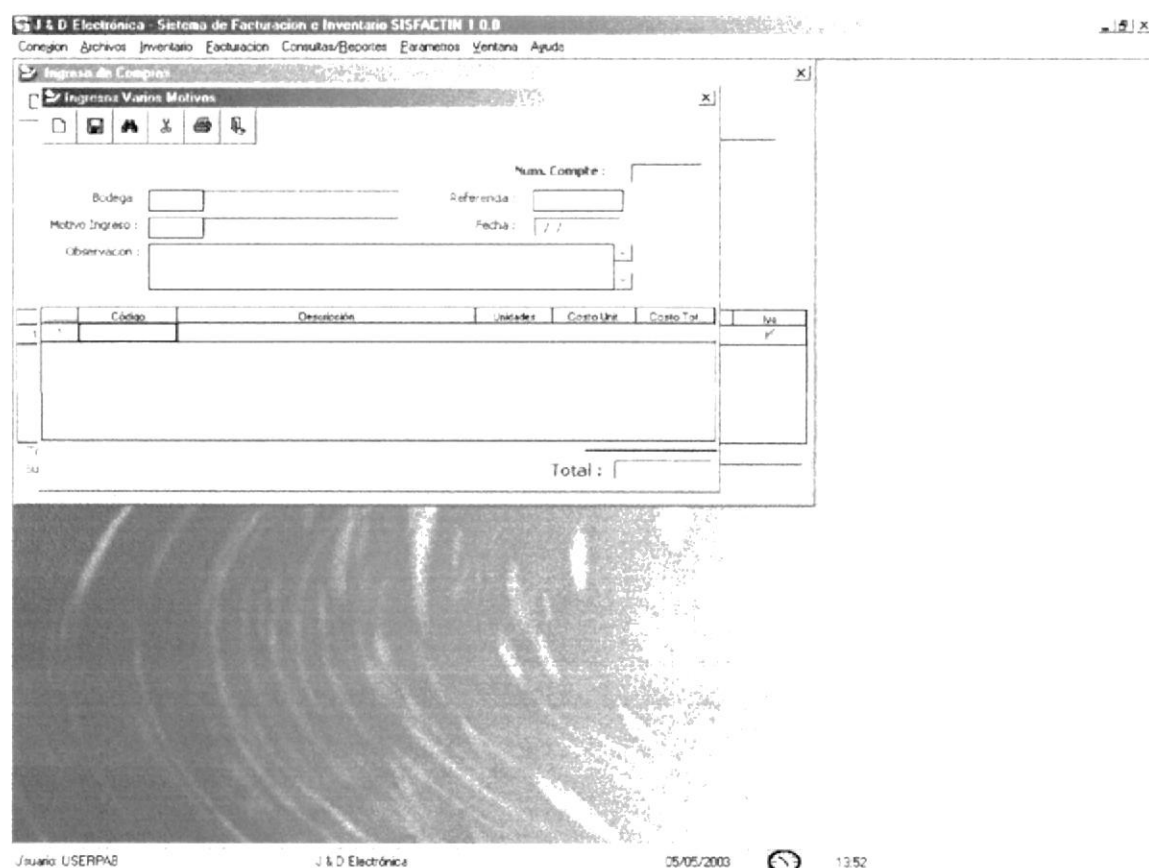 J & D Electrónica - Sistema de Facturacion e Inventario SISFACTIN 1.0.0
Conexion Archivos Inventario Facturacion Consultas/Reportes Parametros Ventana Ayuda
Ingreso de Compras
Ingresos Varios Motivos
Num. Compbte :
Bodega Referencia :
Motivo Ingreso : Fecha : / /
Observacion :
Código Descripción Unidades Costo Unit Costo Tot. Iva
Total :
Usuario: USERPAB J & D Electrónica 05/05/2003 13:52